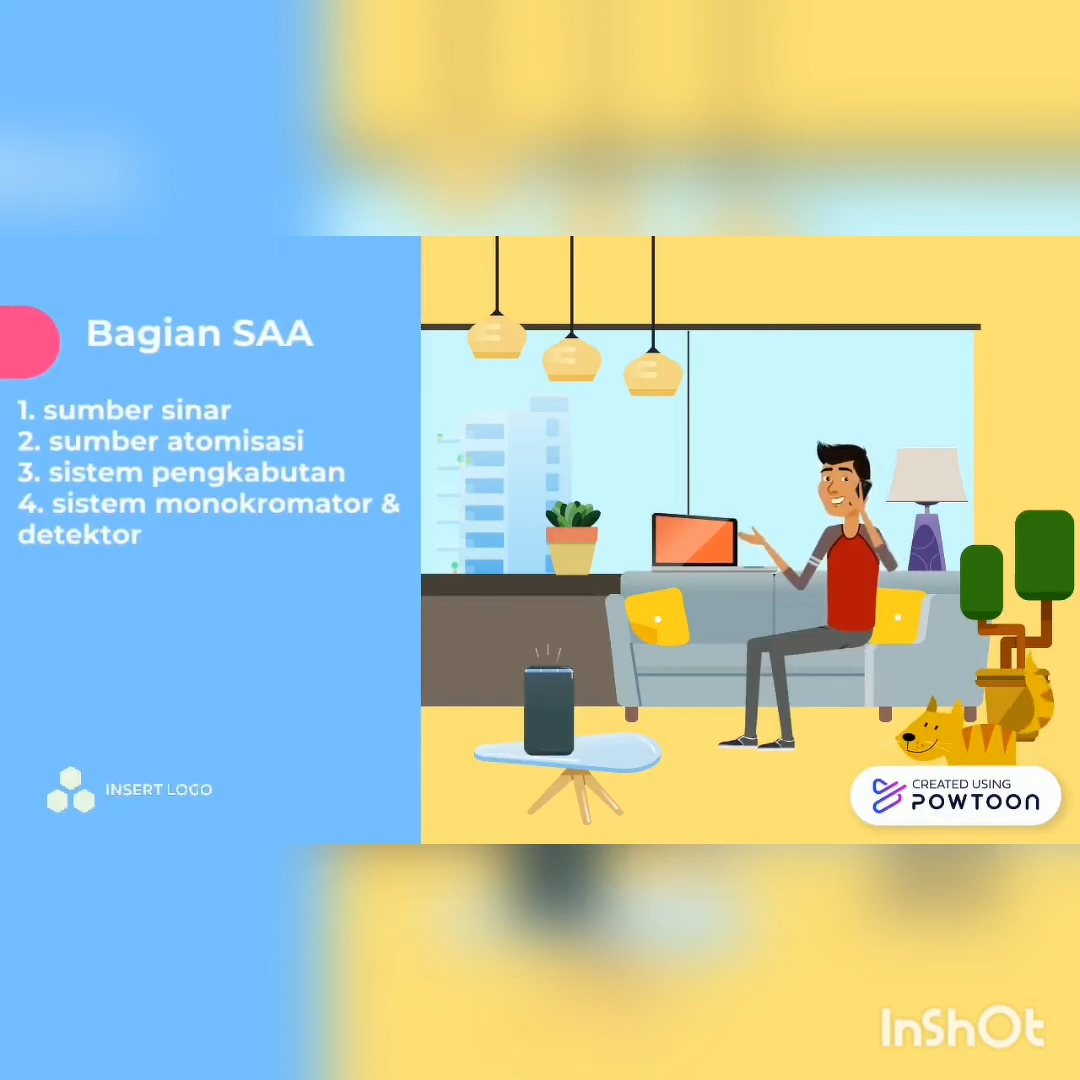 Bagian SAA
1. sumber sinar
2. sumber atomisasi
3. sistem pengkabutan
4. sistem monokromator &
detektor
INSERT LOGO
CREATED USING
POWTOON
InShOt